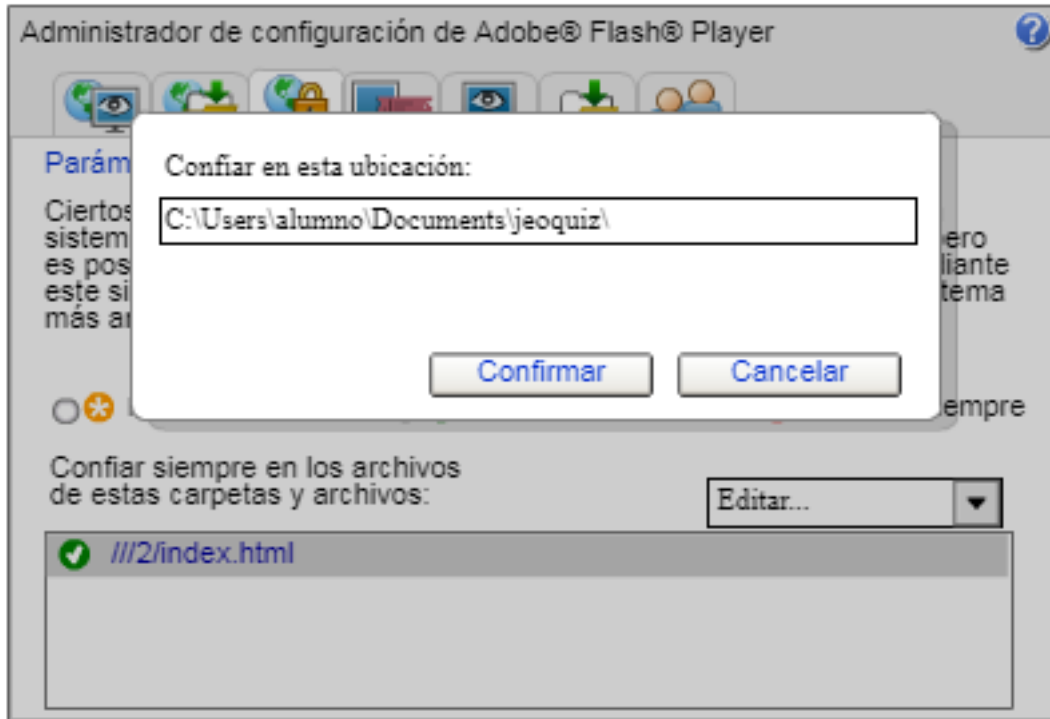 Administrador de configuración de Adobe® Flash® Player
Parám
Confiar en esta ubicación:
C:\Users\alumno\Documents\jeoquiz\
Ciertos
sistem
ero
es pos
liante
este si
tema
más
Confirmar
Cancelar
empre
Confiar siempre en los archivos
de estas carpetas y archivos:
Editar...
///2/index.html